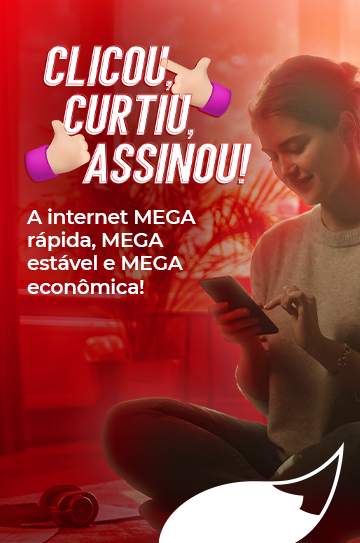 CLICOU,
CURTIU,
ASSINOU!
A internet MEGA
rápida, MEGA
estável e MEGA
econômica!